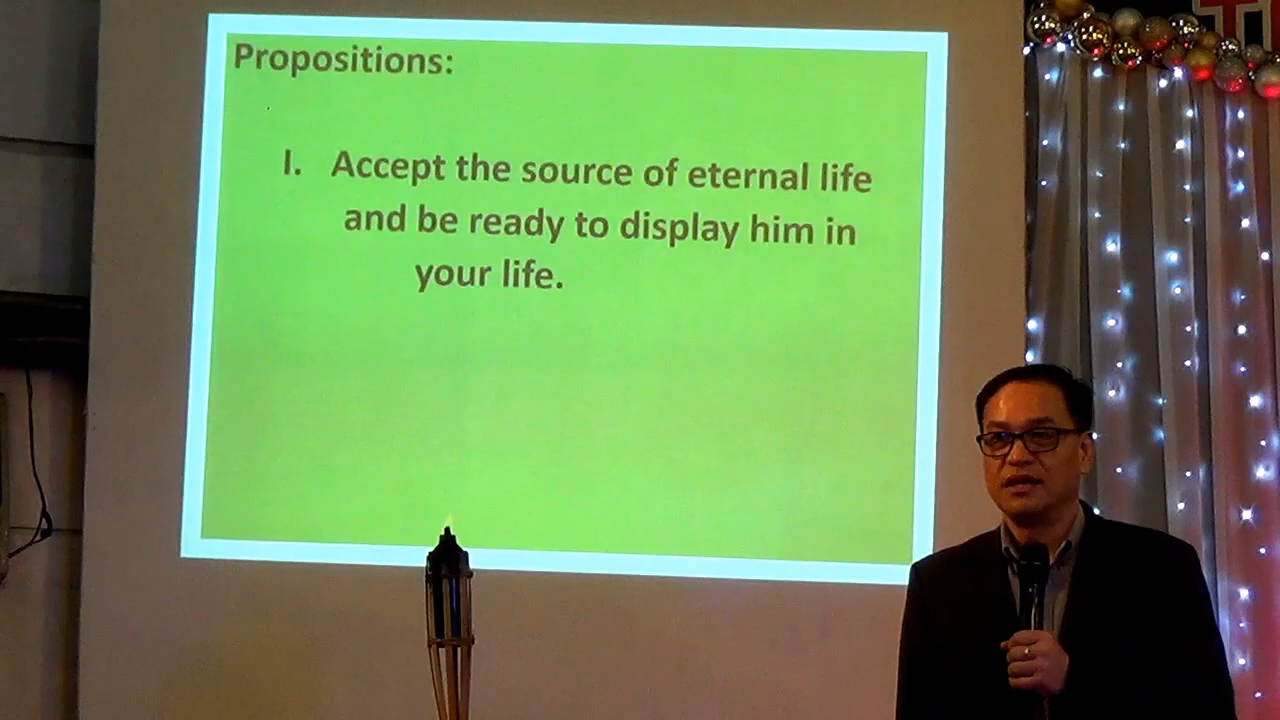 Propositions:
I. Accept the source of eternal life
and be ready to display him in
your life.